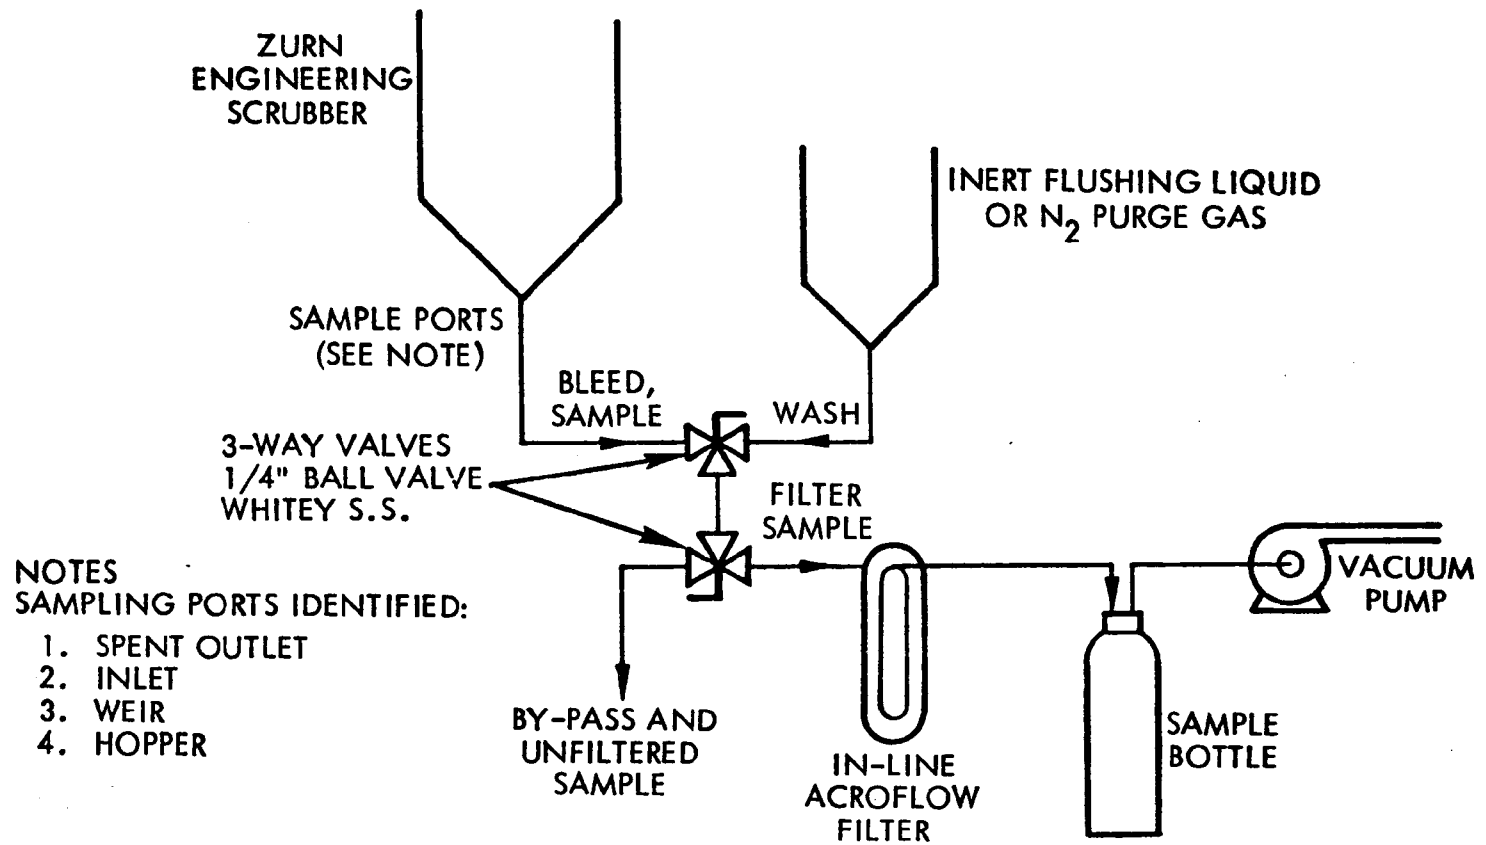 ZURN
ENGINEERING
SCRUBBER
INERT FLUSHING LIQUID
OR N2 PURGE GAS
SAMPLE PORTS
(SEE NOTE)
BLEED,
SAMPLE
WASH
3-WAY VALVES
1/4" BALL VALVE
WHITEY S.S.
FILTER
SAMPLE
NOTES
SAMPLING PORTS IDENTIFIED:
1. SPENT OUTLET
2. INLET
3. WEIR
4. HOPPER
VACUUM
PUMP
BY-PASS AND
UNFILTERED
SAMPLE
IN-LINE
ACROFLOW
FILTER
SAMPLE
BOTTLE